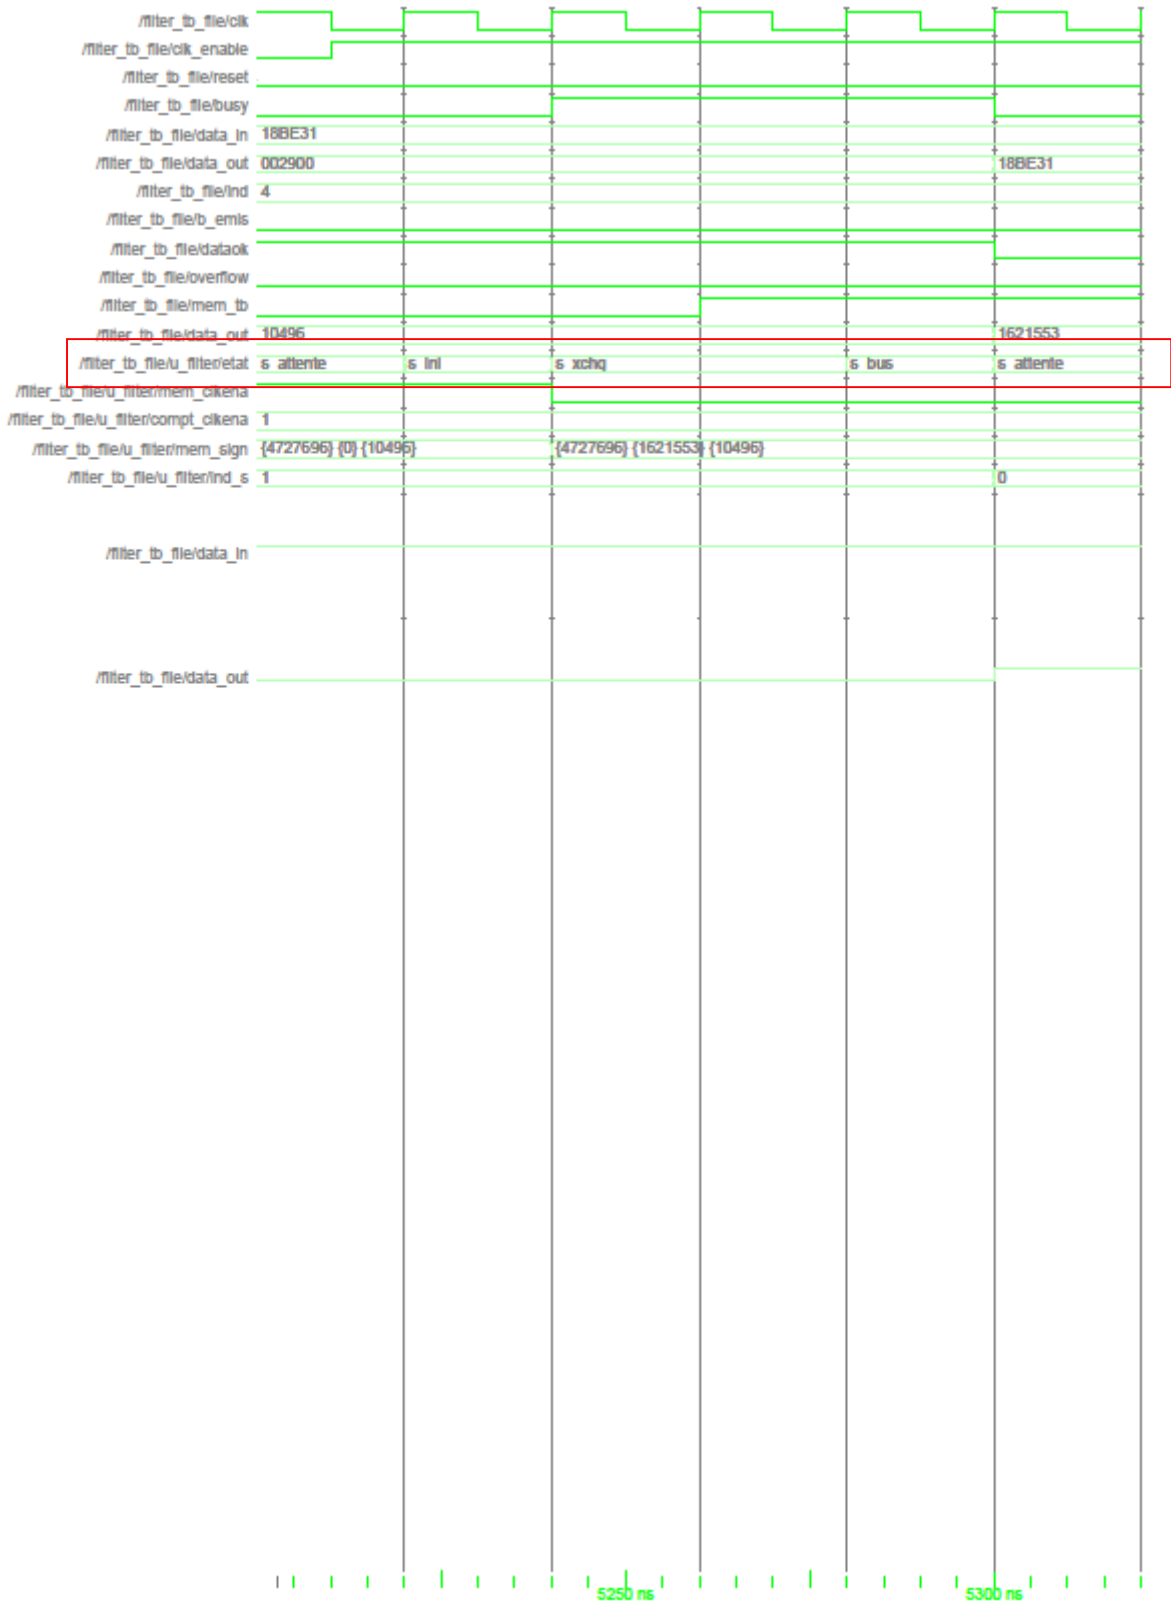 /filter_tb_file/clk
/filter_tb_file/clk_enable
/filter_tb_file/reset
/filter_tb_file/busy
/filter_tb_file/data_in 18BE31
/filter_tb_file/data_out 002900 18BE31
/filter_tb_file/ind 4
/filter_tb_file/b_emis
/filter_tb_file/dataok
/filter_tb_file/overflow
/filter_tb_file/mem_tb
/filter_tb_file/data_out 10496 1621553
/filter_tb_file/u_filter/etat s_attente s_ini s_xchg s_bus s_attente
/filter_tb_file/u_filter/mem_clkena
/filter_tb_file/u_filter/compt_clkena 1
/filter_tb_file/u_filter/mem_sign {4727696} {0} {10496} {4727696} {1621553} {10496}
/filter_tb_file/u_filter/ind_s 1 0
/filter_tb_file/data_in
/filter_tb_file/data_out
5250 ns 5300 ns